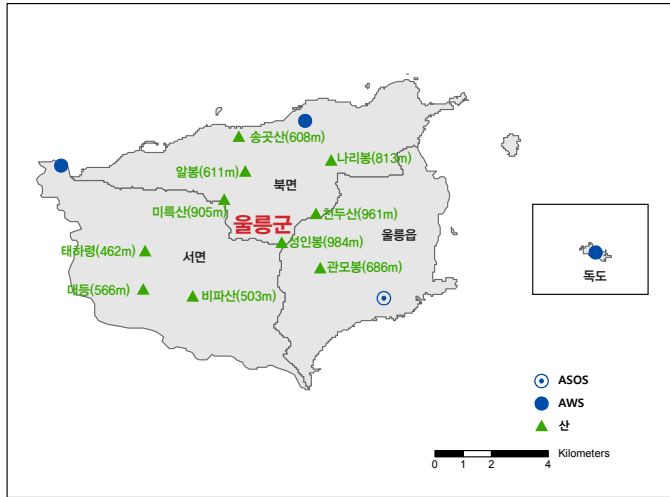 송곳산(608m)
나리봉(813m)
알봉(611m)
북면
미륵산(905m)
울릉군
천두산(961m)
울릉읍
성인봉(984m)
태하령(462m)
서면
관모봉(686m)
독도
대등(566m)
비파산(503m)
ASOS
AWS
산
Kilometers
0 1 2 4